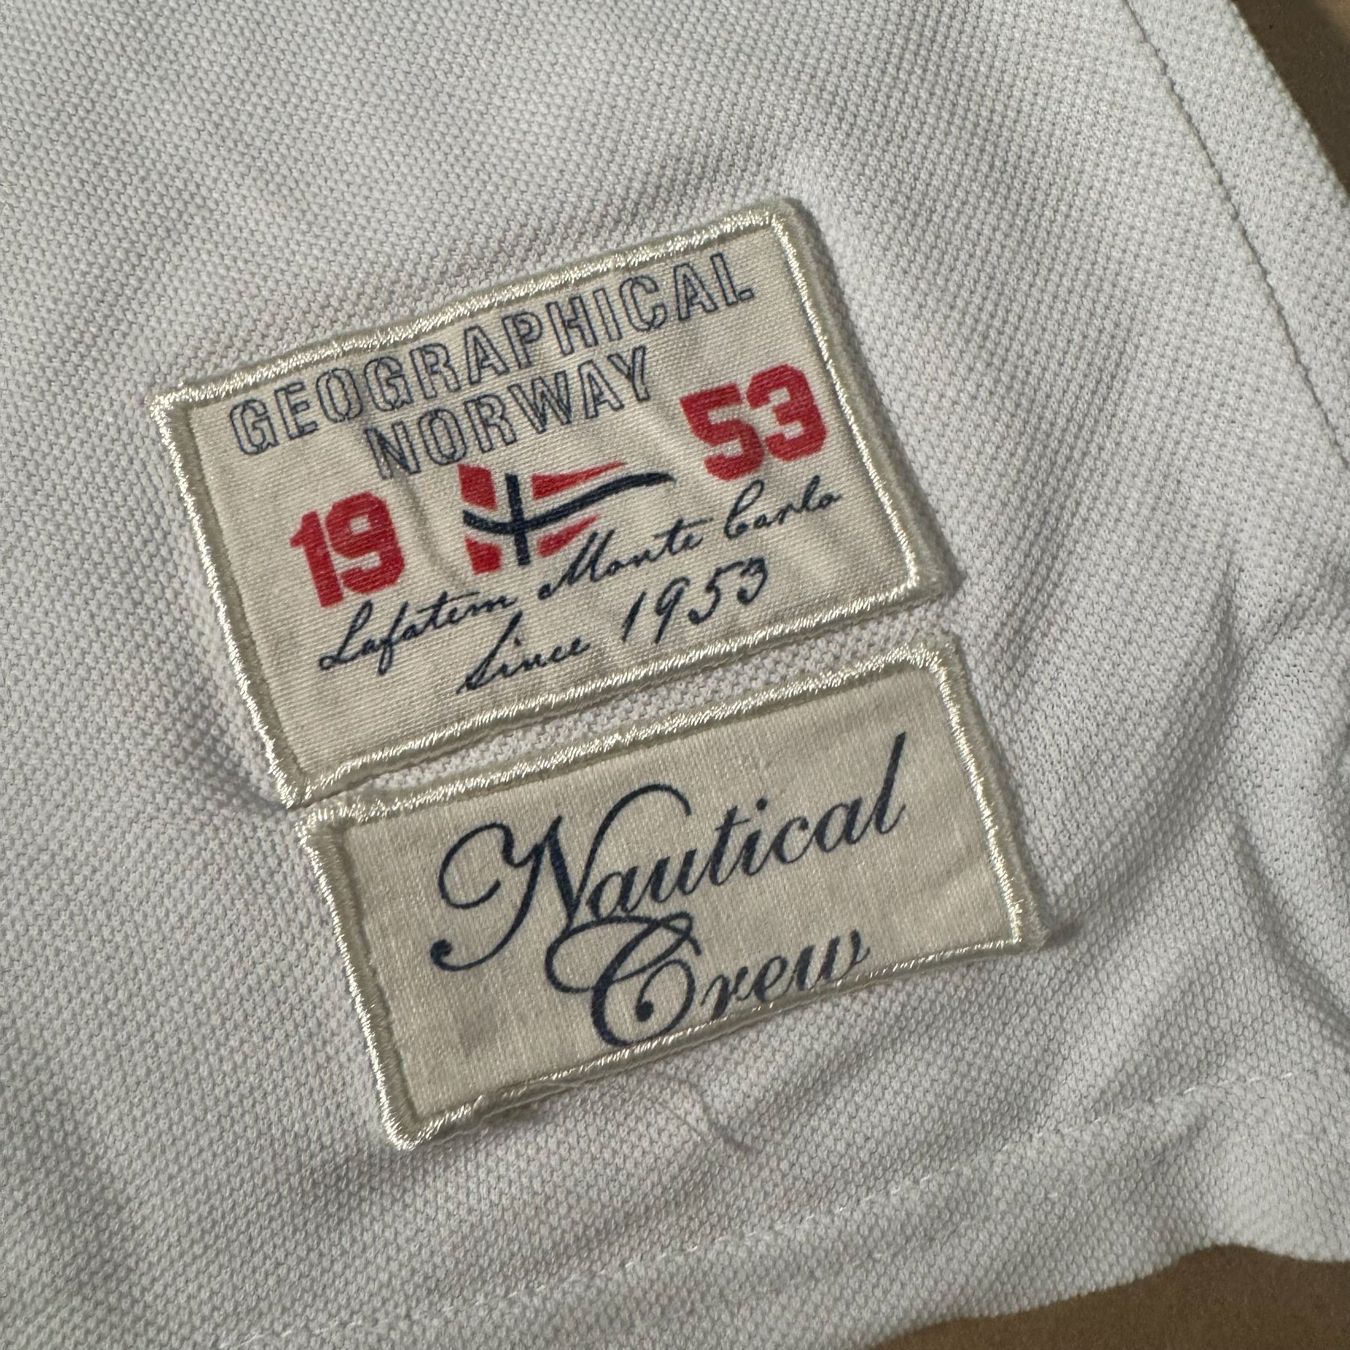 GEOGRAPHICAL
NORWAY
19 53
Lafatem Monte Carlo
Since 1953
Nautical
Crew